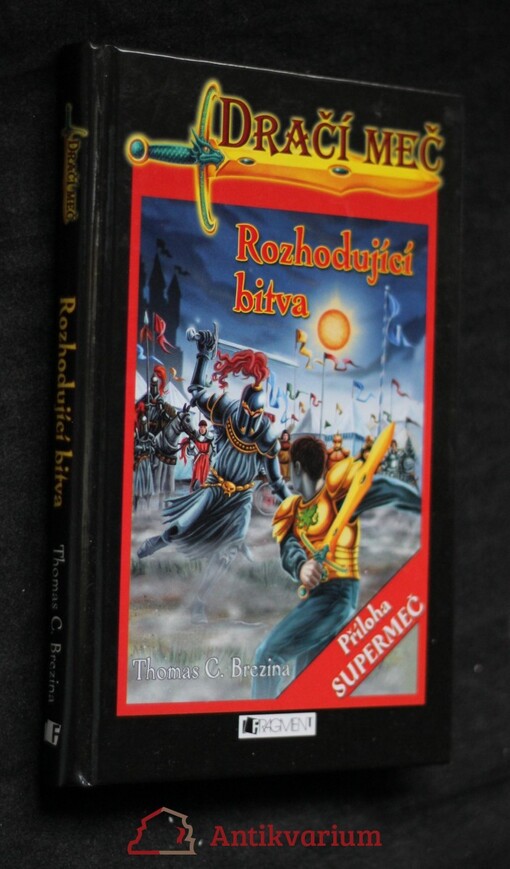 DRAČÍ MEČ
Rozhodující
bitva
Příloha
SUPERMEČ
Thomas C. Brezina
FRAGMENT
DRAČÍ MEČ
Rozhodující bitva
Thomas C. Brezina
Antikvarium